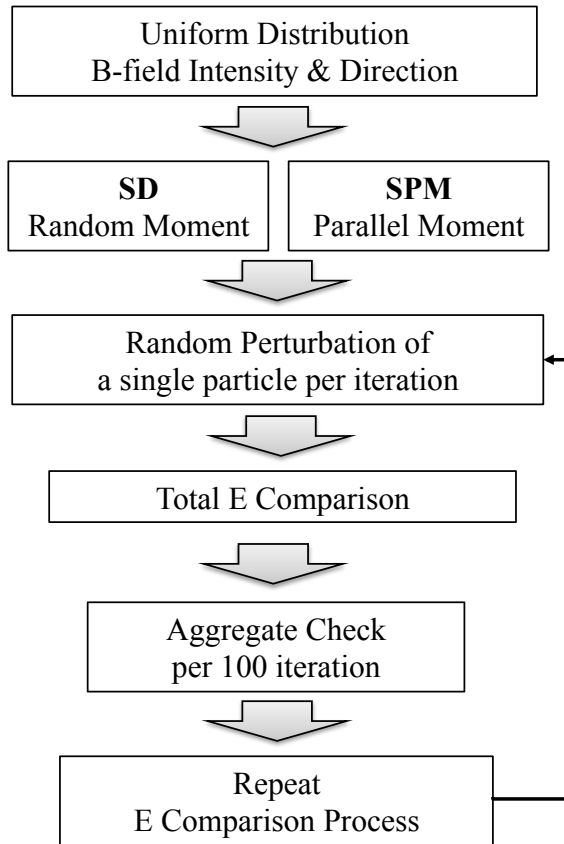 Uniform Distribution
B-field Intensity & Direction
SD
Random Moment
SPM
Parallel Moment
Random Perturbation of
a single particle per iteration
Total E Comparison
Aggregate Check
per 100 iteration
Repeat
E Comparison Process